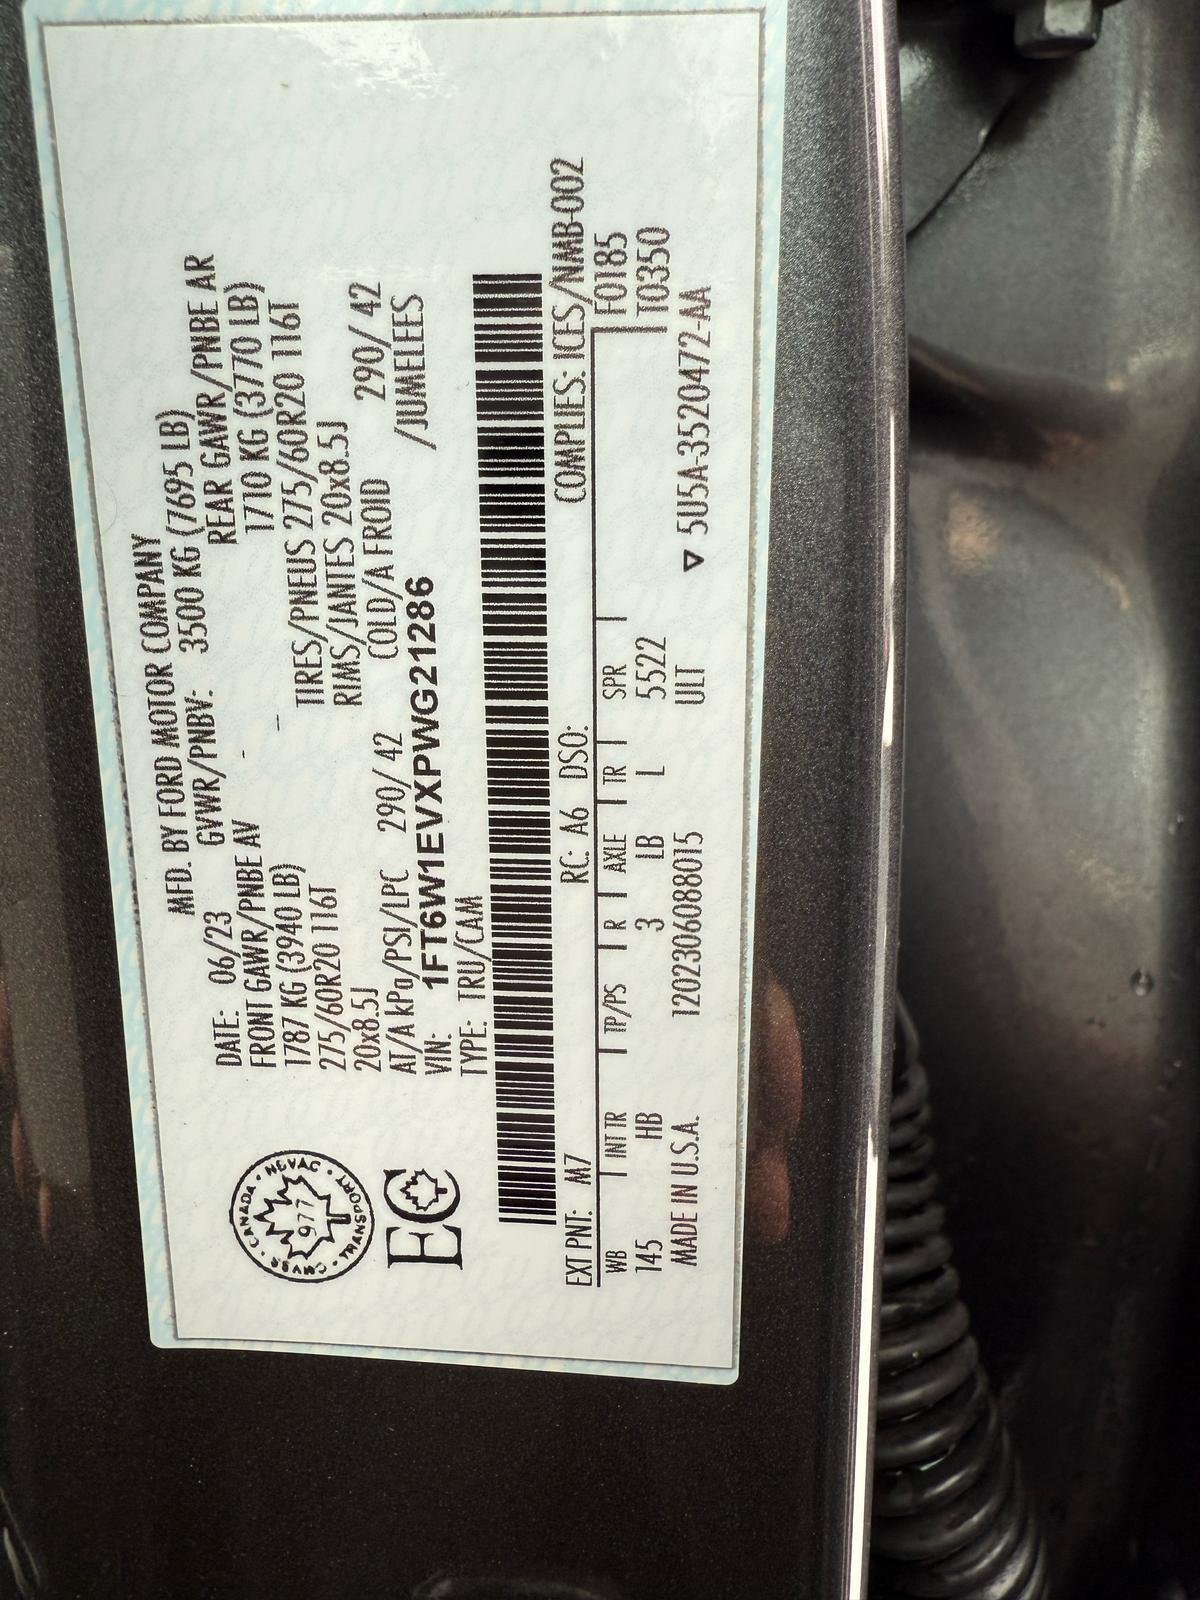 MFD. BY FORD MOTOR COMPANY
DATE: 06/23 GVWR/PNBV: 3500 KG (7695 LB)
FRONT GAWR/PNBE AV - REAR GAWR/PNBE AR
1787 KG (3940 LB) - 1710 KG (3770 LB)
275/60R20 116T TIRES/PNEUS 275/60R20 116T
20x8.5J RIMS/JANTES 20x8.5J
AT/A kPa/PSI/LPC 290/ 42 COLD/A FROID 290/ 42
VIN: 1FT6W1EVXPWG21286 /JUMELEES
TYPE: TRU/CAM
CANADA · NSVAC · TRANSPORT · CMVSS ·
977
EC
COMPLIES: ICES/NMB-002
EXT PNT: M7 RC: A6 DSO: F0185
WB INT TR TP/PS R AXLE TR SPR T0350
145 HB 3 LB L 5522
MADE IN U.S.A. 1202306088015 ULT ▽ 5U5A-3520472-AA